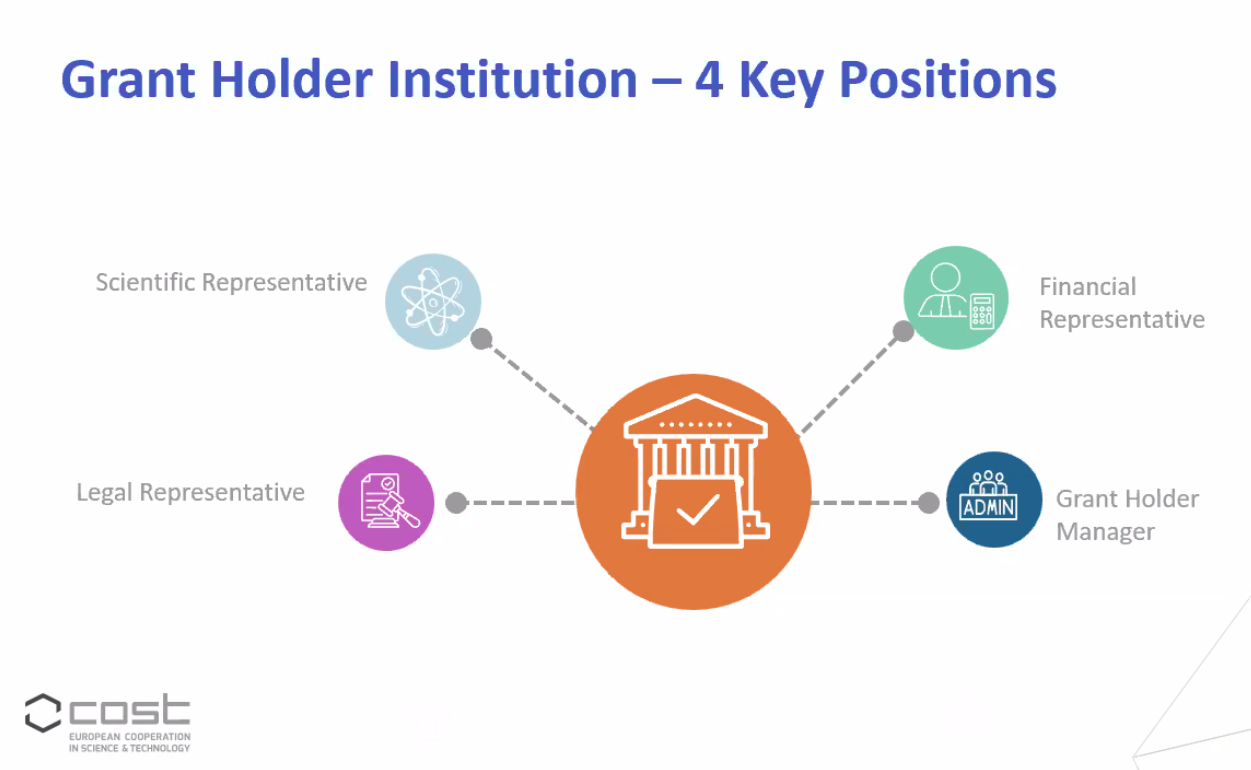 Grant Holder Institution – 4 Key Positions
Scientific Representative
Financial
Representative
Legal Representative
ADMIN
Grant Holder
Manager
cost
EUROPEAN COOPERATION
IN SCIENCE & TECHNOLOGY